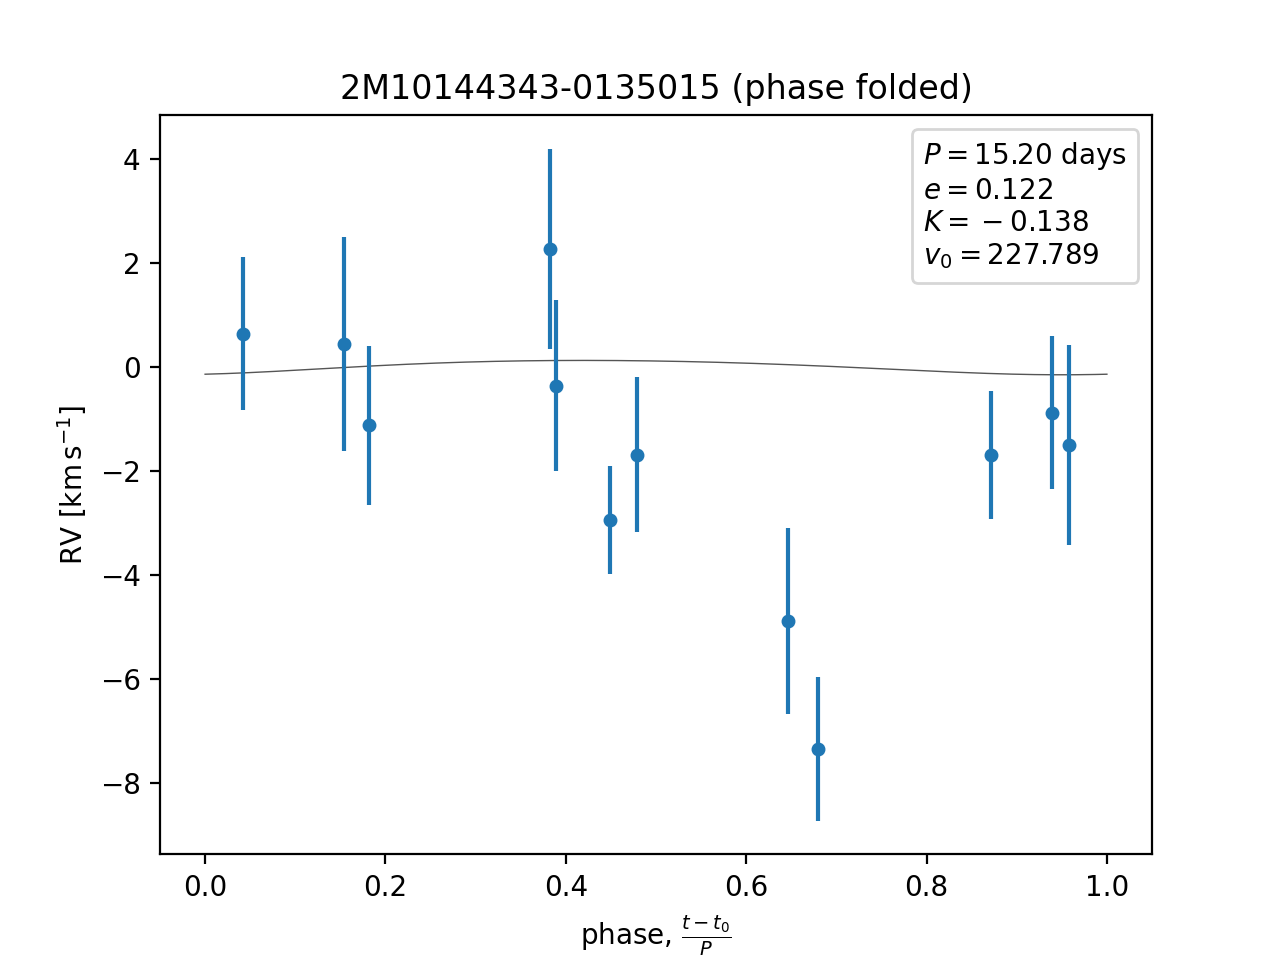 2M10144343-0135015 (phase folded)
P = 15.20 days
e = 0.122
K = −0.138
v₀ = 227.789
RV [km s⁻¹]
4
2
0
−2
−4
−6
−8
0.0 0.2 0.4 0.6 0.8 1.0
phase, (t − t₀)/P